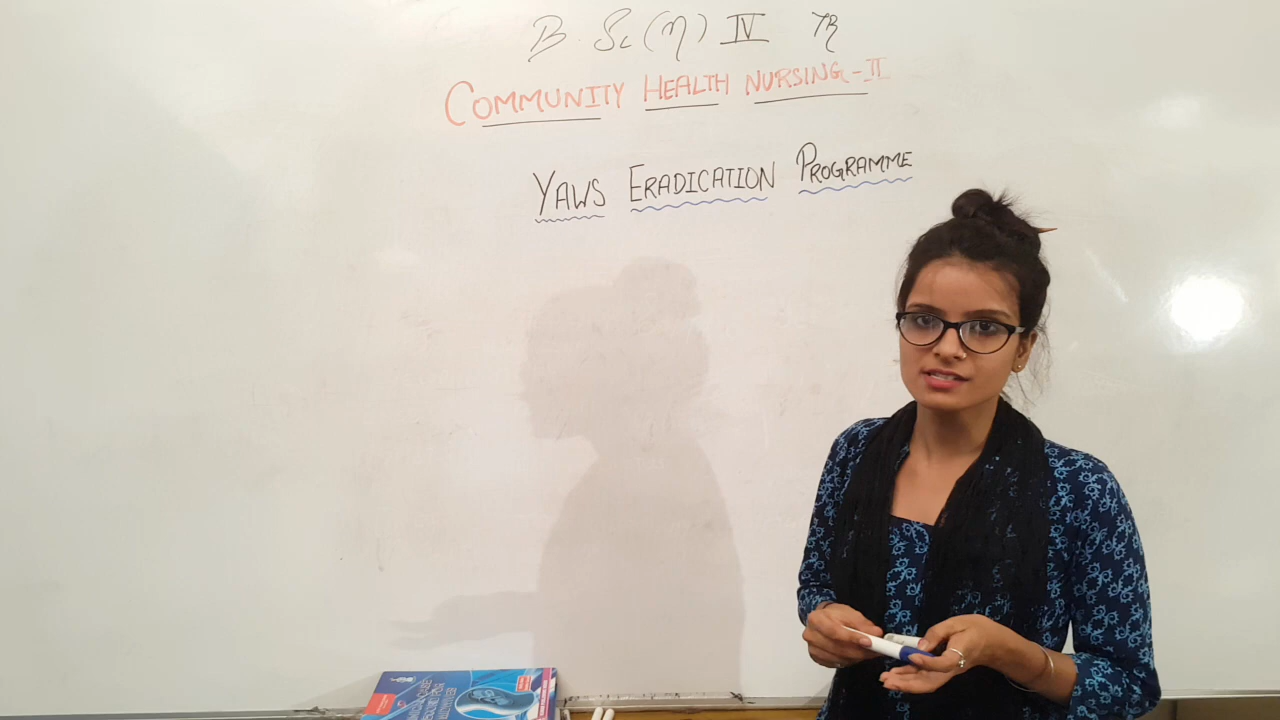 B.Sc(N) IV YR
COMMUNITY HEALTH NURSING-II
YAWS ERADICATION PROGRAMME